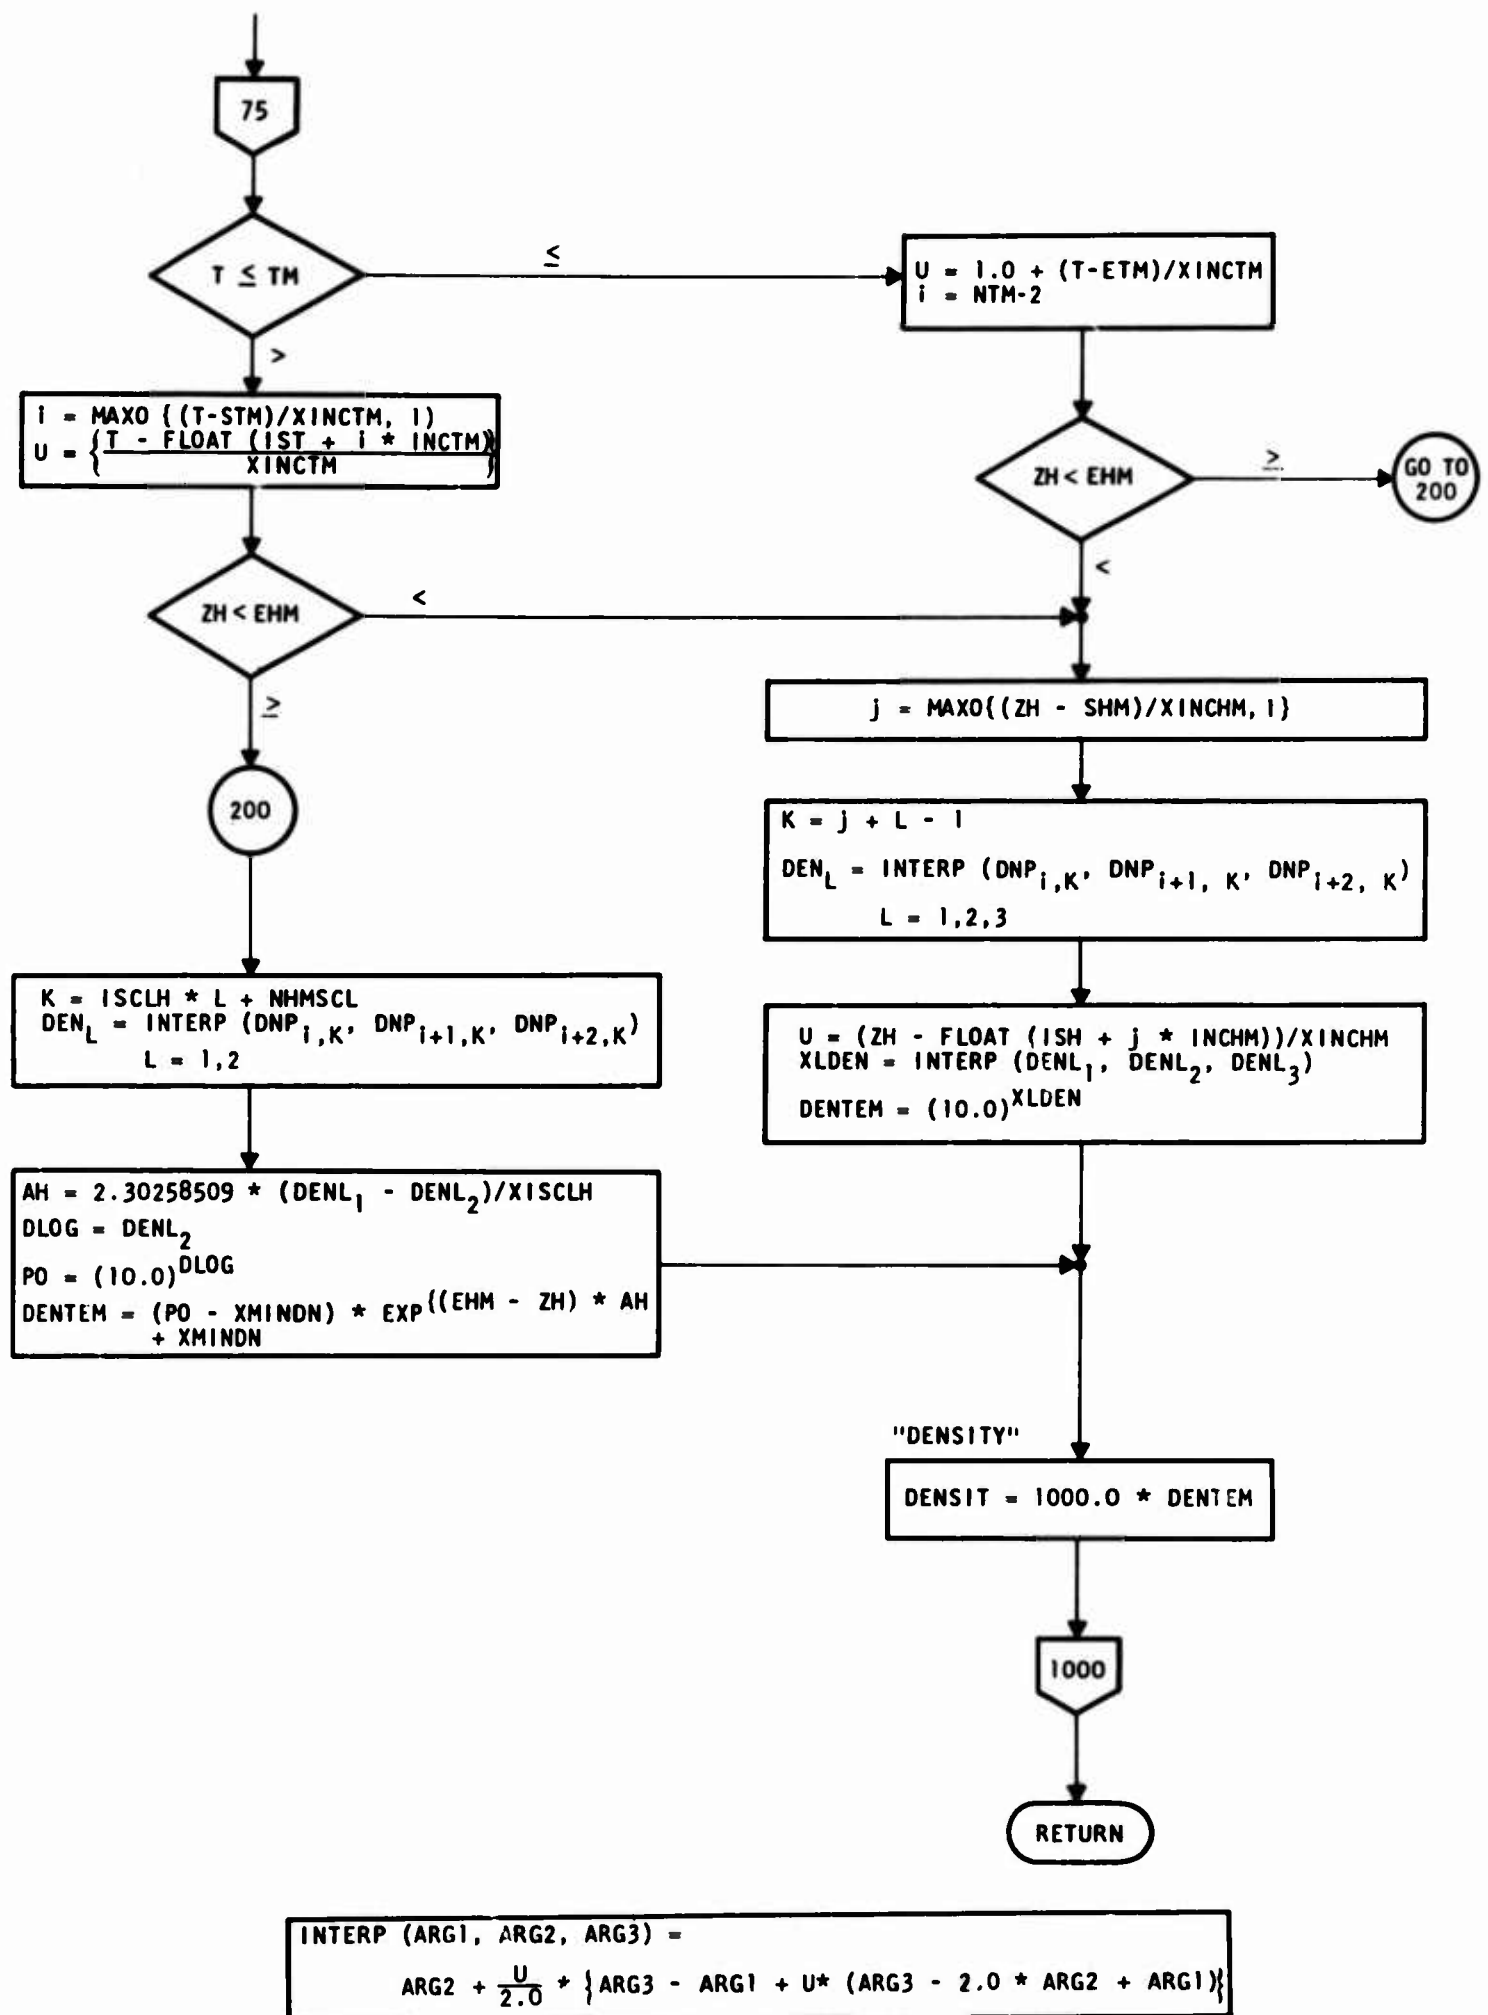 75
T ≤ TM
≤
U = 1.0 + (T-ETM)/XINCTM
i = NTM-2
>
i = MAXO {(T-STM)/XINCTM, 1)
U = {T - FLOAT (IST + i * INCTM)}
XINCTM
ZH < EHM
≥
GO TO
200
<
ZH < EHM
<
≥
j = MAXO{(ZH - SHM)/XINCHM, 1}
200
K = j + L - 1
DEN_L = INTERP (DNP_i,K, DNP_i+1, K, DNP_i+2, K)
L = 1,2,3
K = ISCLH * L + NHMSCL
DEN_L = INTERP (DNP_i,K, DNP_i+1,K, DNP_i+2,K)
L = 1,2
U = (ZH - FLOAT (ISH + j * INCHM))/XINCHM
XLDEN = INTERP (DENL_1, DENL_2, DENL_3)
DENTEM = (10.0)^XLDEN
AH = 2.30258509 * (DENL_1 - DENL_2)/XISCLH
DLOG = DENL_2
PO = (10.0)^DLOG
DENTEM = (PO - XMINDN) * EXP^((EHM - ZH) * AH
+ XMINDN
"DENSITY"
DENSIT = 1000.0 * DENTEM
1000
RETURN
INTERP (ARG1, ARG2, ARG3) =
ARG2 + U/2.0 * {ARG3 - ARG1 + U* (ARG3 - 2.0 * ARG2 + ARG1)}